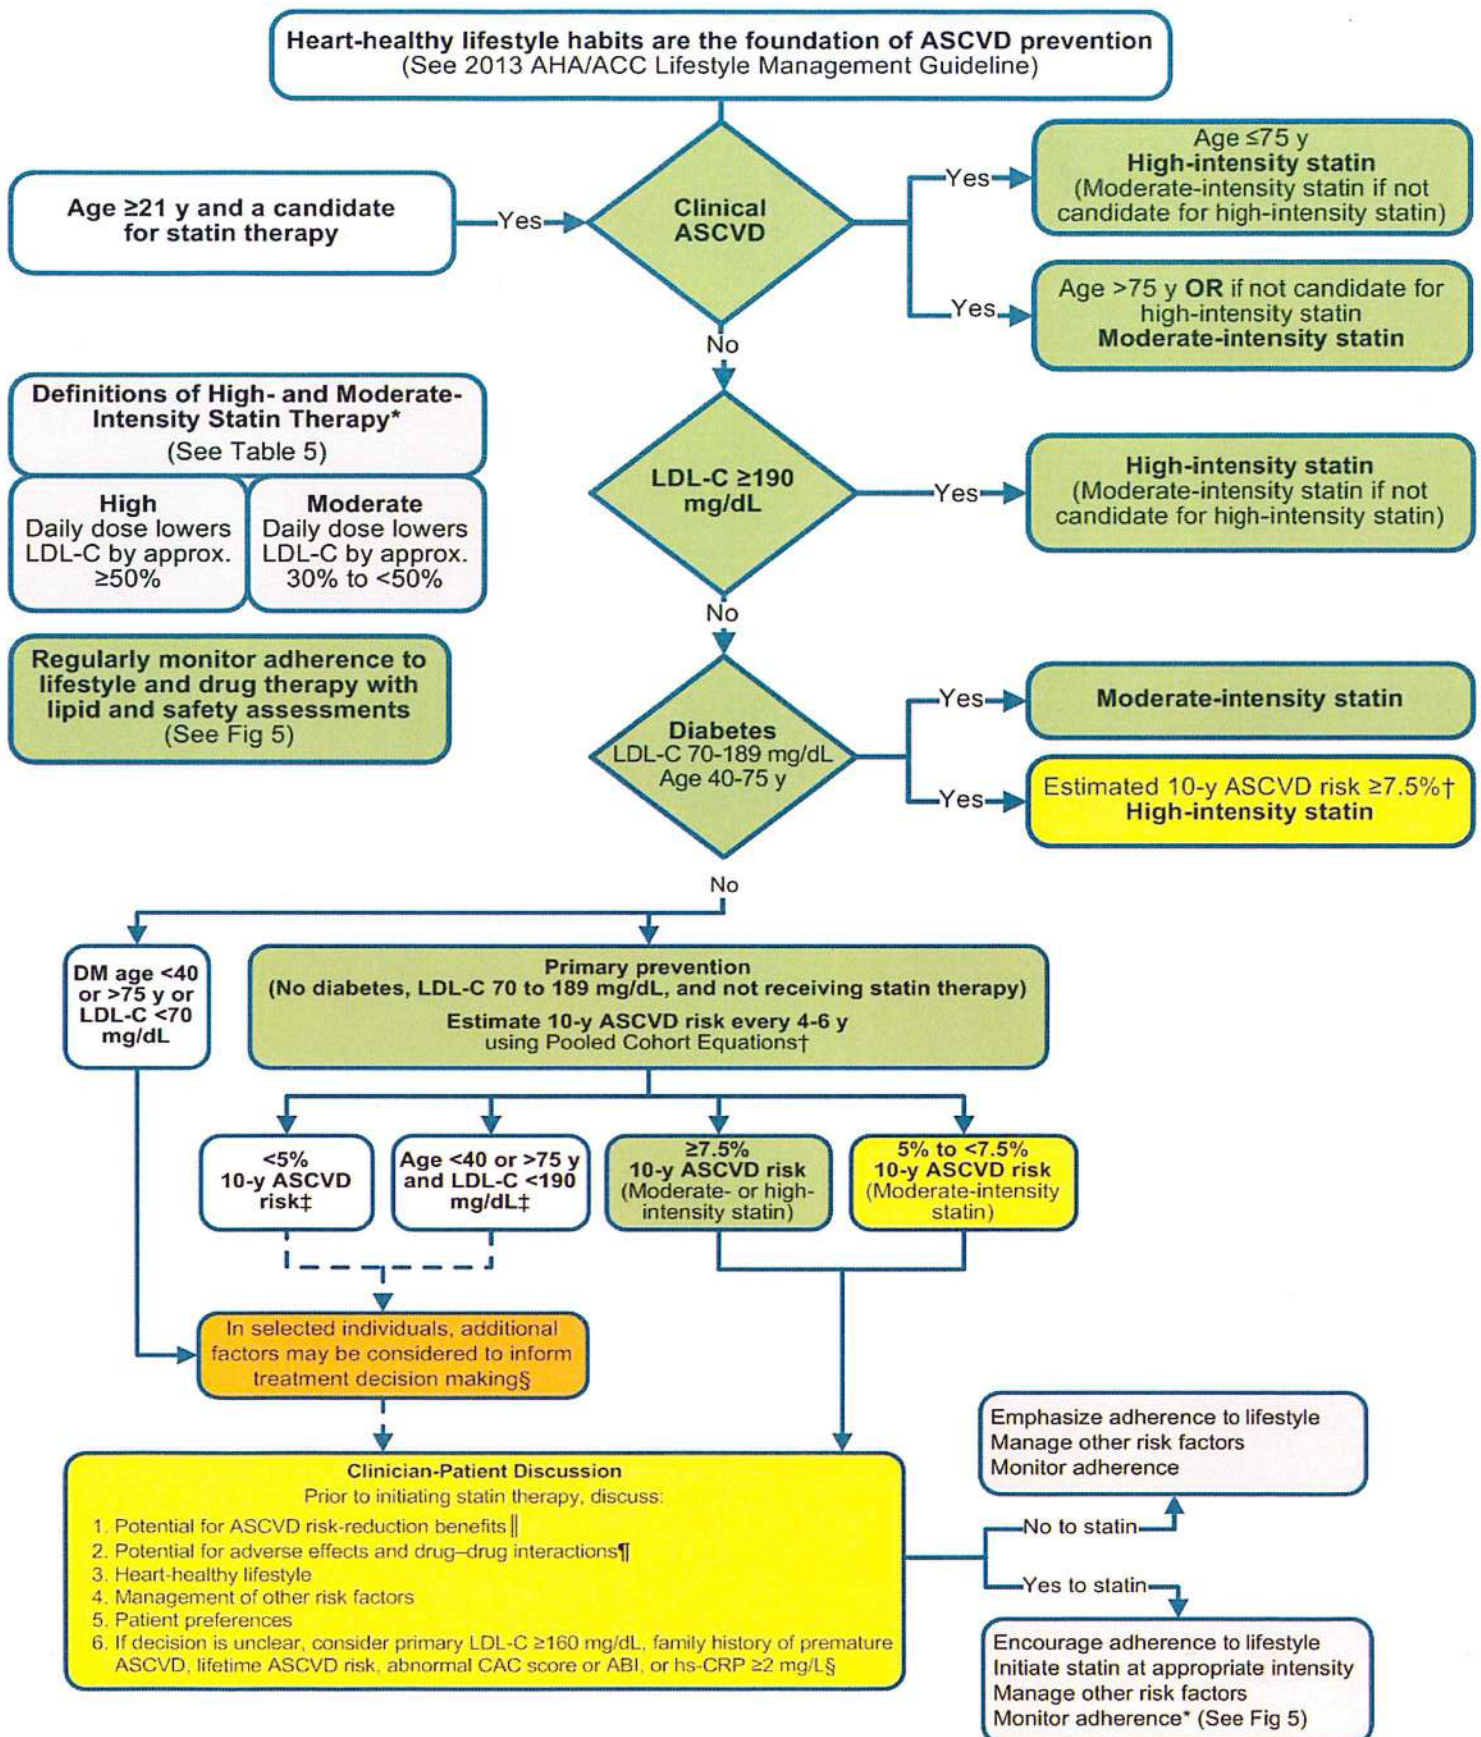 Heart-healthy lifestyle habits are the foundation of ASCVD prevention
(See 2013 AHA/ACC Lifestyle Management Guideline)
Age ≥21 y and a candidate
for statin therapy
Yes
Clinical
ASCVD
Yes
Age ≤75 y
High-intensity statin
(Moderate-intensity statin if not
candidate for high-intensity statin)
Yes
Age >75 y OR if not candidate for
high-intensity statin
Moderate-intensity statin
No
Definitions of High- and Moderate-
Intensity Statin Therapy*
(See Table 5)
High
Daily dose lowers
LDL-C by approx.
≥50%
Moderate
Daily dose lowers
LDL-C by approx.
30% to <50%
LDL-C ≥190
mg/dL
Yes
High-intensity statin
(Moderate-intensity statin if not
candidate for high-intensity statin)
No
Regularly monitor adherence to
lifestyle and drug therapy with
lipid and safety assessments
(See Fig 5)
Diabetes
LDL-C 70-189 mg/dL
Age 40-75 y
Yes
Moderate-intensity statin
Yes
Estimated 10-y ASCVD risk ≥7.5%†
High-intensity statin
No
DM age <40
or >75 y or
LDL-C <70
mg/dL
Primary prevention
(No diabetes, LDL-C 70 to 189 mg/dL, and not receiving statin therapy)
Estimate 10-y ASCVD risk every 4-6 y
using Pooled Cohort Equations†
<5%
10-y ASCVD
risk‡
Age <40 or >75 y
and LDL-C <190
mg/dL‡
≥7.5%
10-y ASCVD risk
(Moderate- or high-
intensity statin)
5% to <7.5%
10-y ASCVD risk
(Moderate-intensity
statin)
In selected individuals, additional
factors may be considered to inform
treatment decision making§
Clinician-Patient Discussion
Prior to initiating statin therapy, discuss:
1. Potential for ASCVD risk-reduction benefits‖
2. Potential for adverse effects and drug–drug interactions¶
3. Heart-healthy lifestyle
4. Management of other risk factors
5. Patient preferences
6. If decision is unclear, consider primary LDL-C ≥160 mg/dL, family history of premature
ASCVD, lifetime ASCVD risk, abnormal CAC score or ABI, or hs-CRP ≥2 mg/L§
Emphasize adherence to lifestyle
Manage other risk factors
Monitor adherence
No to statin
Yes to statin
Encourage adherence to lifestyle
Initiate statin at appropriate intensity
Manage other risk factors
Monitor adherence* (See Fig 5)